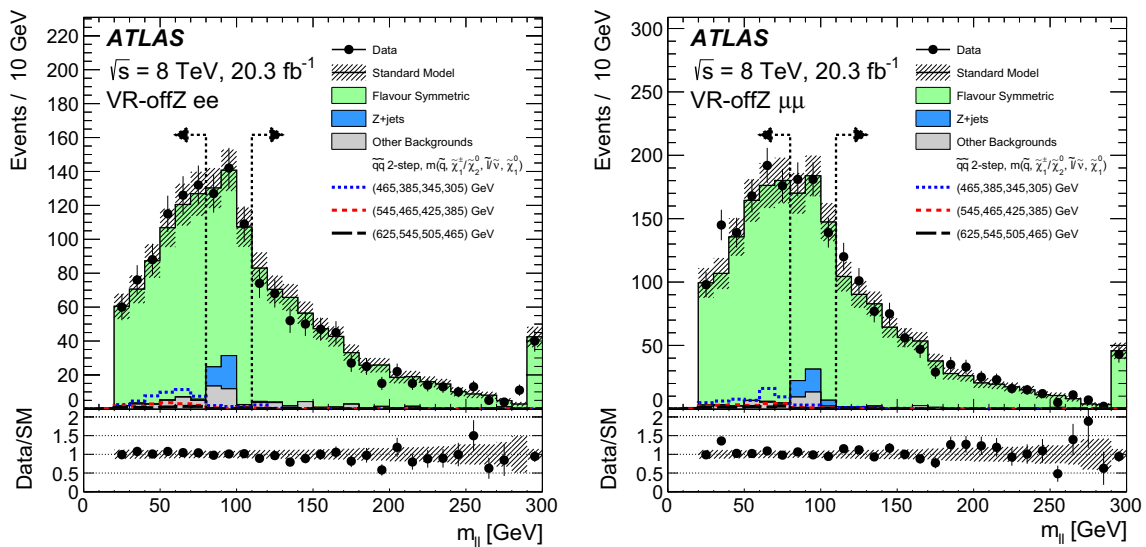 Events / 10 GeV
220
200
180
160
140
120
100
80
60
40
20
0
ATLAS
√s = 8 TeV, 20.3 fb⁻¹
VR-offZ ee
Data
Standard Model
Flavour Symmetric
Z+jets
Other Backgrounds
q̃q̃ 2-step, m(q̃, χ̃₁±/χ̃₂⁰, l̃/ν̃, χ̃₁⁰)
(465,385,345,305) GeV
(545,465,425,385) GeV
(625,545,505,465) GeV
Data/SM
2
1.5
1
0.5
0
0 50 100 150 200 250 300
m_ll [GeV]
Events / 10 GeV
300
250
200
150
100
50
0
ATLAS
√s = 8 TeV, 20.3 fb⁻¹
VR-offZ μμ
Data
Standard Model
Flavour Symmetric
Z+jets
Other Backgrounds
q̃q̃ 2-step, m(q̃, χ̃₁±/χ̃₂⁰, l̃/ν̃, χ̃₁⁰)
(465,385,345,305) GeV
(545,465,425,385) GeV
(625,545,505,465) GeV
Data/SM
2
1.5
1
0.5
0
0 50 100 150 200 250 300
m_ll [GeV]